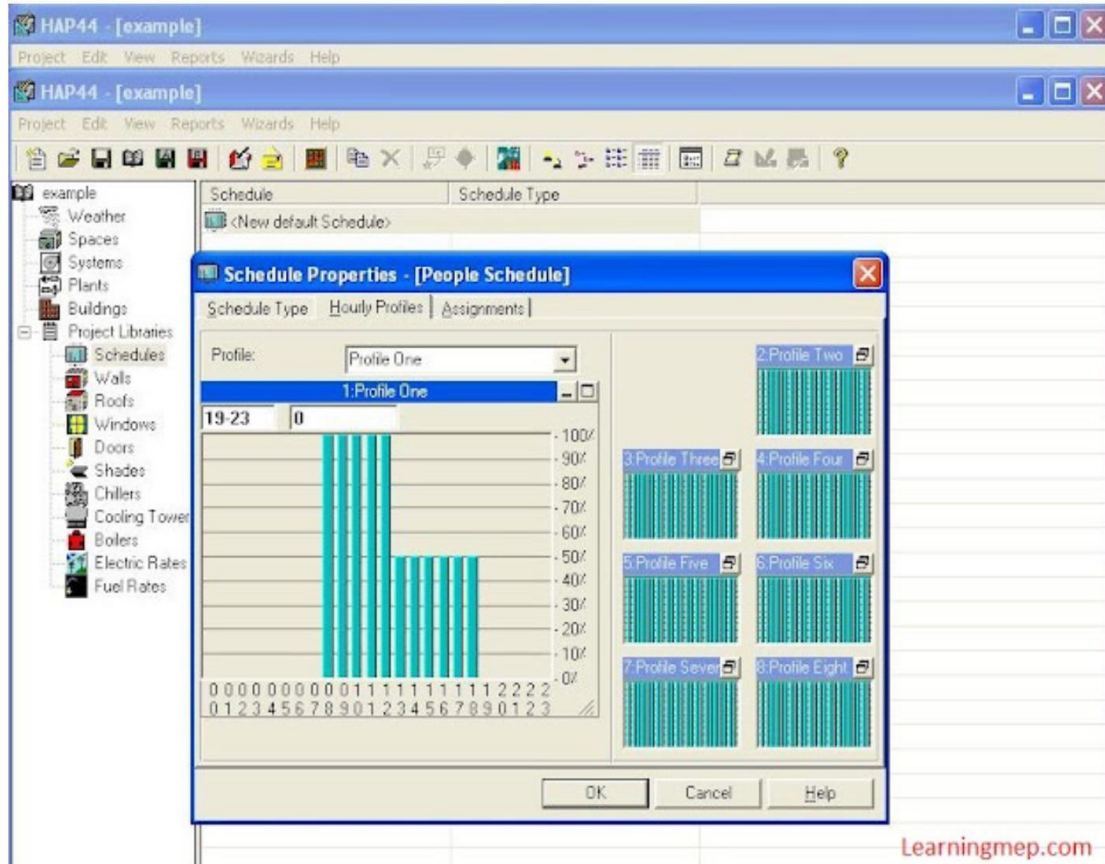 HAP44 - [example]
Project Edit View Reports Wizards Help
HAP44 - [example]
Project Edit View Reports Wizards Help
example
Weather
Spaces
Systems
Plants
Buildings
Project Libraries
Schedules
Walls
Roofs
Windows
Doors
Shades
Chillers
Cooling Tower
Boilers
Electric Rates
Fuel Rates
Schedule Schedule Type
<New default Schedule>
Schedule Properties - [People Schedule]
Schedule Type Hourly Profiles Assignments
Profile: Profile One
1:Profile One
19-23 0
100%
90%
80%
70%
60%
50%
40%
30%
20%
10%
0%
0 0 0 0 0 0 0 0 0 0 1 1 1 1 1 1 1 1 1 1 2 2 2 2
0 1 2 3 4 5 6 7 8 9 0 1 2 3 4 5 6 7 8 9 0 1 2 3
2:Profile Two
3:Profile Three 4:Profile Four
5:Profile Five 6:Profile Six
7:Profile Seven 8:Profile Eight
OK Cancel Help
Learningmep.com